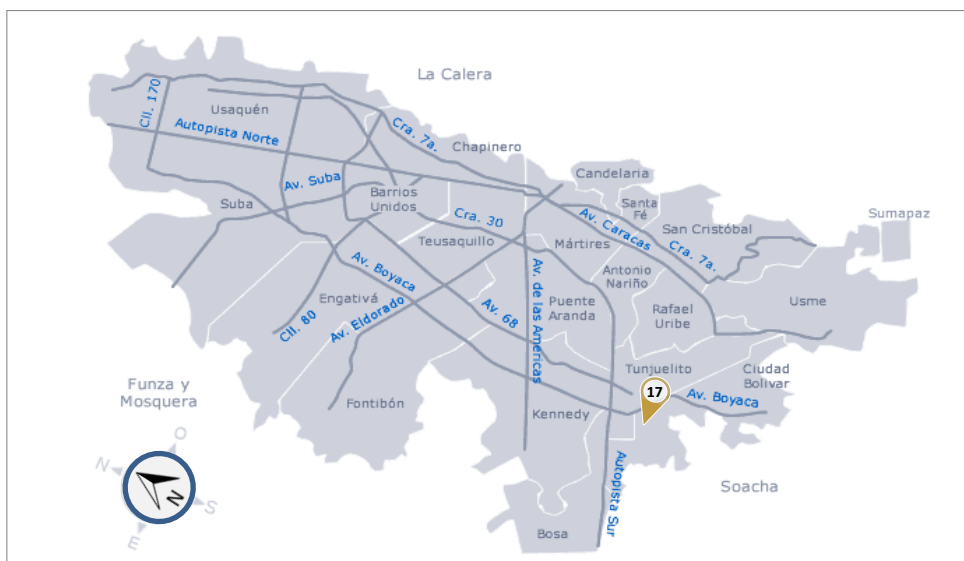 La Calera
Cll. 170
Usaquén
Autopista Norte
Cra. 7a.
Chapinero
Av. Suba
Candelaria
Suba
Barrios
Unidos
Santa
Fé
Sumapaz
Cra. 30
Av. Caracas
San Cristóbal
Teusaquillo
Mártires
Cra. 7a.
Av. Boyaca
Antonio
Nariño
Engativá
Av. de las Américas
Puente
Aranda
Rafael
Uribe
Usme
Cll. 80
Av. Eldorado
Av. 68
Tunjuelito
Ciudad
Bolivar
Funza y
Mosquera
17
Av. Boyaca
Fontibón
Kennedy
O
N
S
E
N
Autopista Sur
Soacha
Bosa